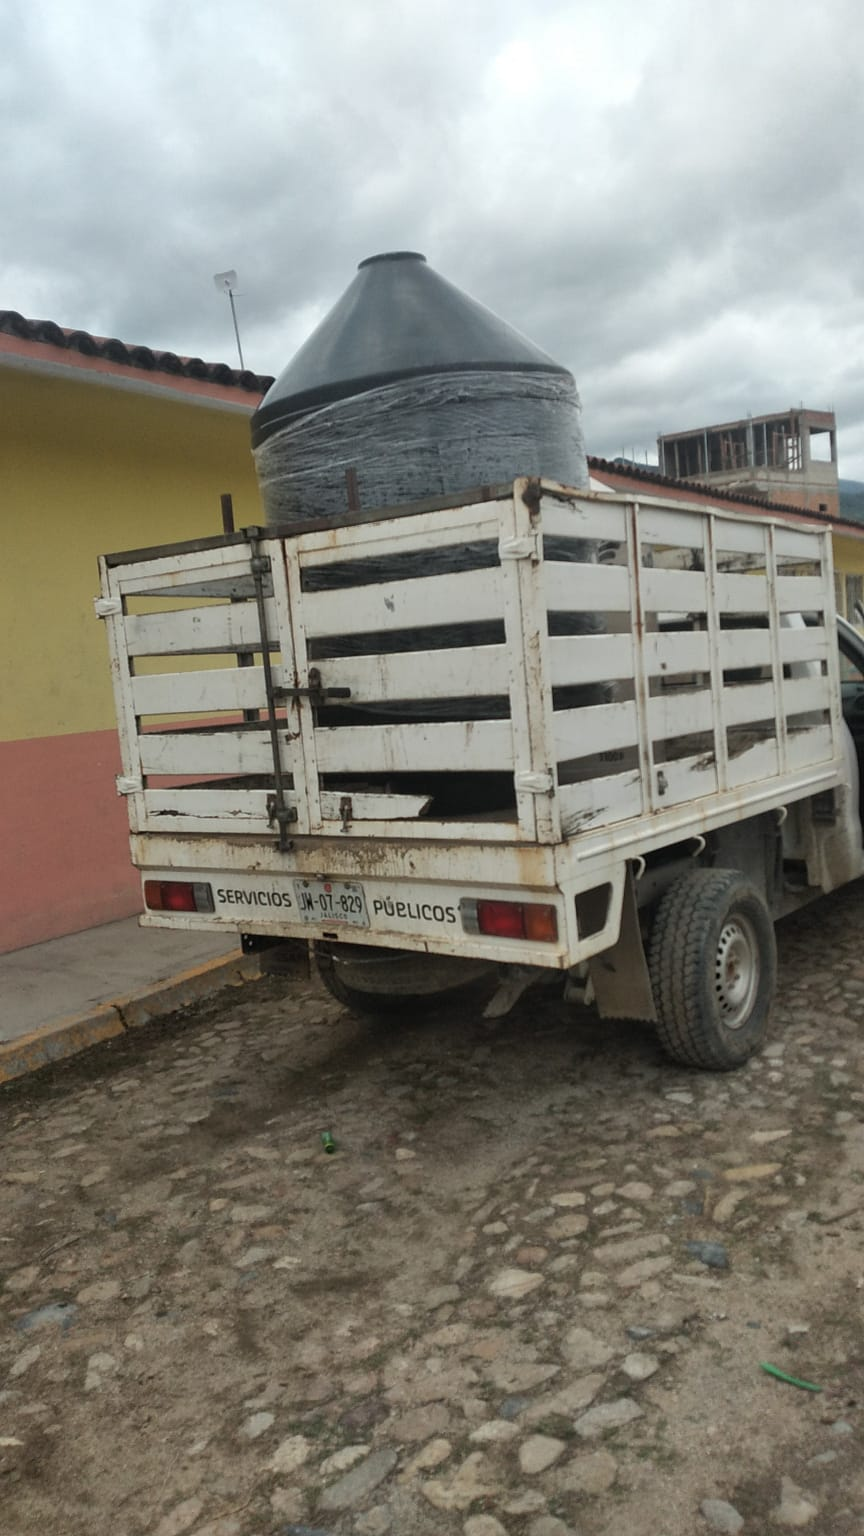 SERVICIOS
JW-07-829
JALISCO
PÚBLICOS